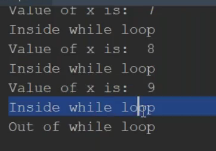 Value of x is:  7
Inside while loop
Value of x is:  8
Inside while loop
Value of x is:  9
Inside while loop
Out of while loop